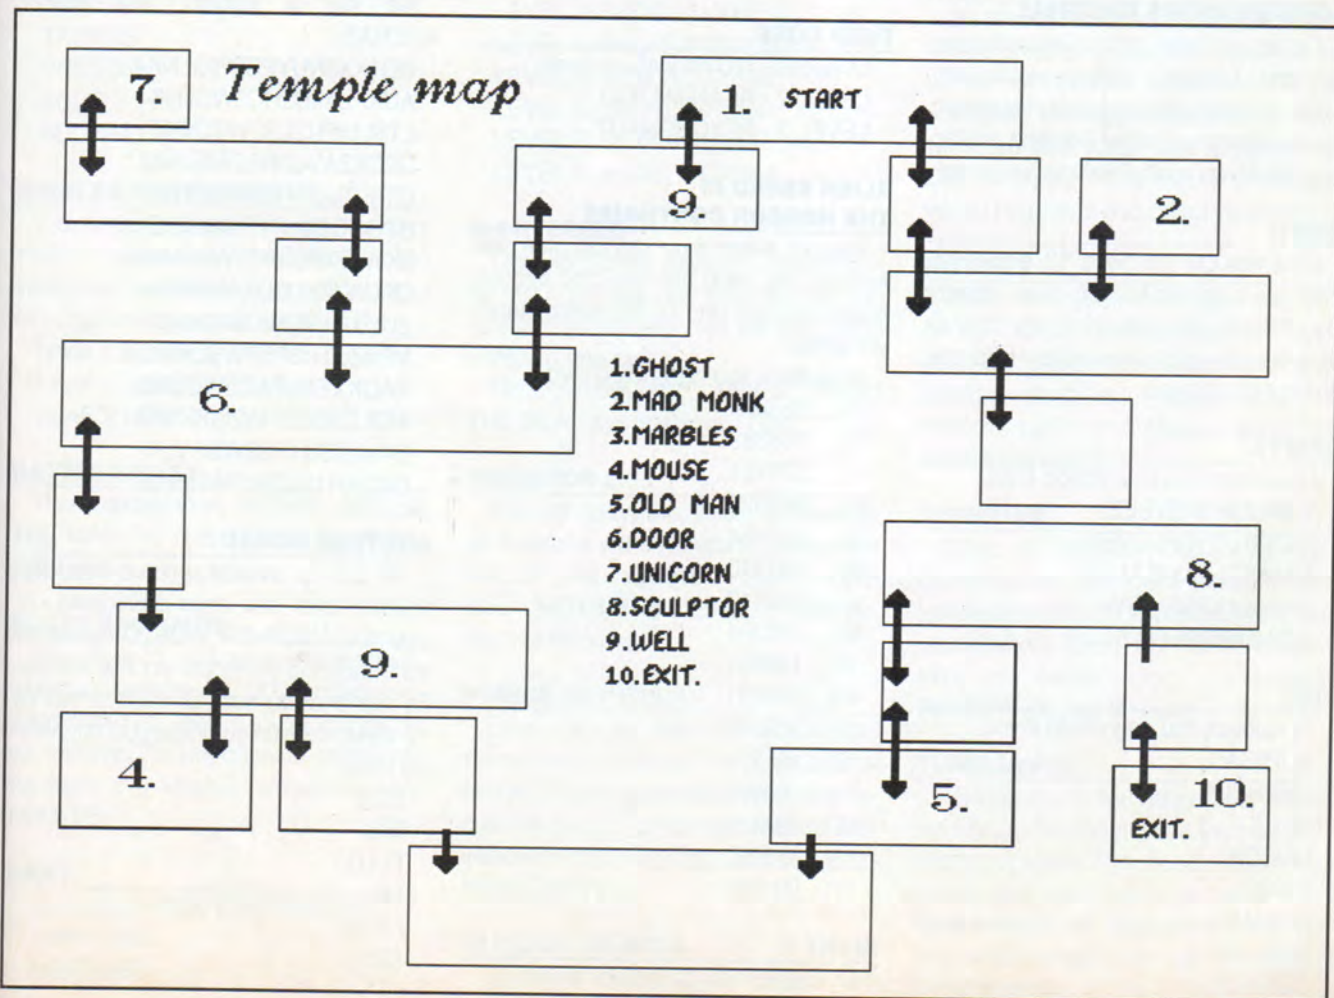 7. Temple map
1. START
9.
2.
6.
1.GHOST
2.MAD MONK
3.MARBLES
4.MOUSE
5.OLD MAN
6.DOOR
7.UNICORN
8.SCULPTOR
9.WELL
10.EXIT.
8.
9.
4.
5.
10.
EXIT.